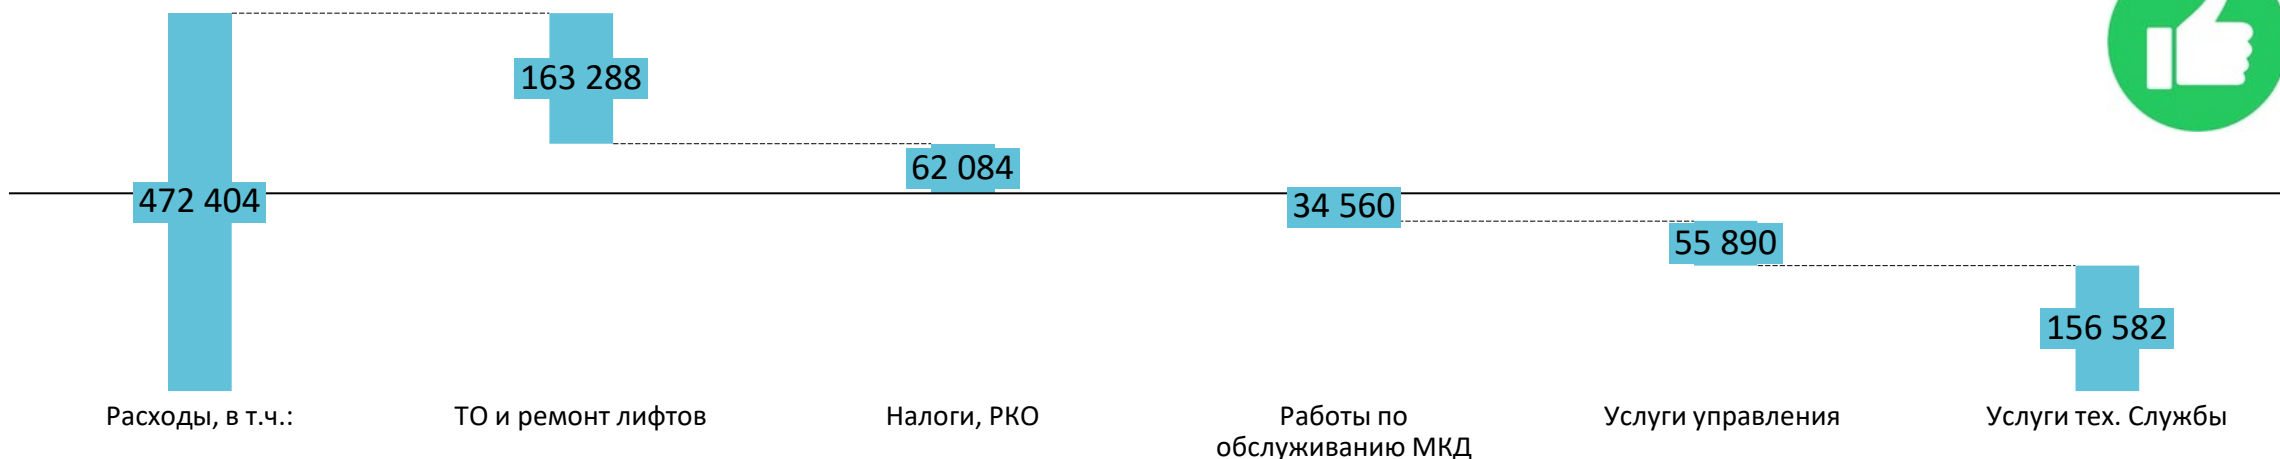 163 288
62 084
472 404
34 560
55 890
156 582
Расходы, в т.ч.:
ТО и ремонт лифтов
Налоги, РКО
Работы по
обслуживанию МКД
Услуги управления
Услуги тех. Службы